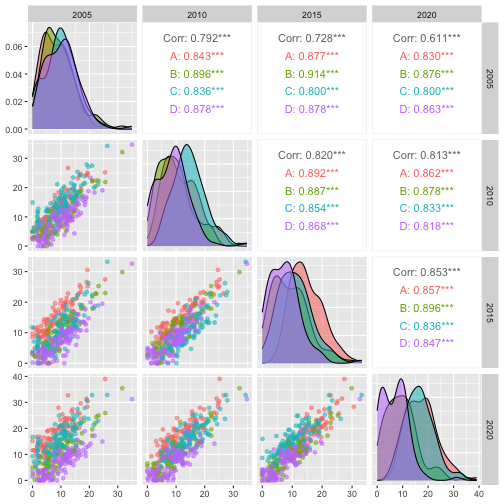 2005 2010 2015 2020
0.06
0.04
0.02
0.00
Corr: 0.792***
A: 0.843***
B: 0.896***
C: 0.836***
D: 0.878***
Corr: 0.728***
A: 0.877***
B: 0.914***
C: 0.800***
D: 0.878***
Corr: 0.611***
A: 0.830***
B: 0.876***
C: 0.800***
D: 0.863***
2005
30
20
10
0
Corr: 0.820***
A: 0.892***
B: 0.887***
C: 0.854***
D: 0.868***
Corr: 0.813***
A: 0.862***
B: 0.878***
C: 0.833***
D: 0.818***
2010
30
20
10
0
Corr: 0.853***
A: 0.857***
B: 0.896***
C: 0.836***
D: 0.847***
2015
40
30
20
10
0
2020
0 10 20 30 0 10 20 30 0 10 20 30 0 10 20 30 40